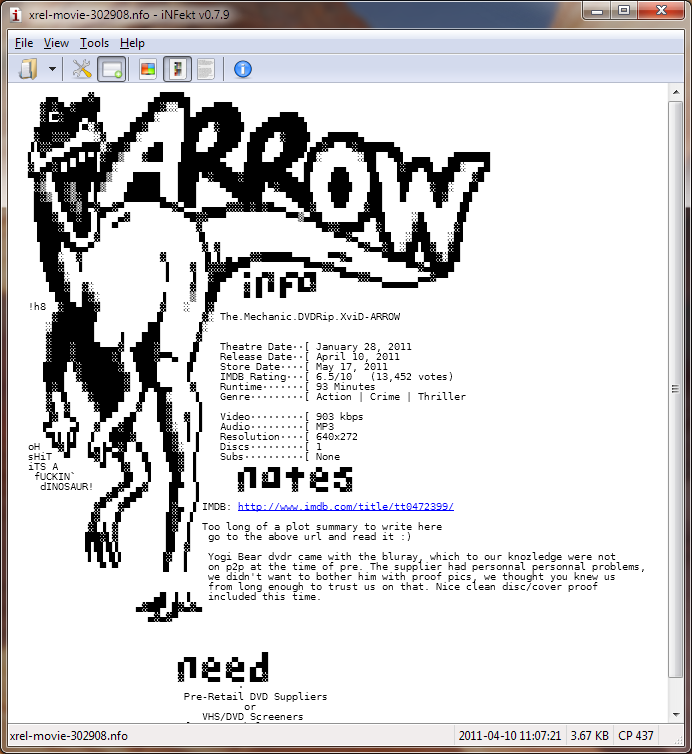 xrel-movie-302908.nfo - iNFekt v0.7.9
File View Tools Help
ARROW
info
!h8
The.Mechanic.DVDRip.XviD-ARROW
Theatre Date··[ January 28, 2011
Release Date··[ April 10, 2011
Store Date····[ May 17, 2011
IMDB Rating···[ 6.5/10 (13,452 votes)
Runtime·······[ 93 Minutes
Genre·········[ Action | Crime | Thriller
Video·········[ 903 kbps
Audio·········[ MP3
Resolution····[ 640x272
Discs·········[ 1
Subs··········[ None
oH
sHiT
iTS A
fUCKiN`
dINOSAUR!
notes
IMDB: http://www.imdb.com/title/tt0472399/
Too long of a plot summary to write here
go to the above url and read it :)
Yogi Bear dvdr came with the bluray, which to our knozledge were not
on p2p at the time of pre. The supplier had personnal personnal problems,
we didn't want to bother him with proof pics, we thought you knew us
from long enough to trust us on that. Nice clean disc/cover proof
included this time.
need
Pre-Retail DVD Suppliers
or
VHS/DVD Screeners
xrel-movie-302908.nfo 2011-04-10 11:07:21 3.67 KB CP 437